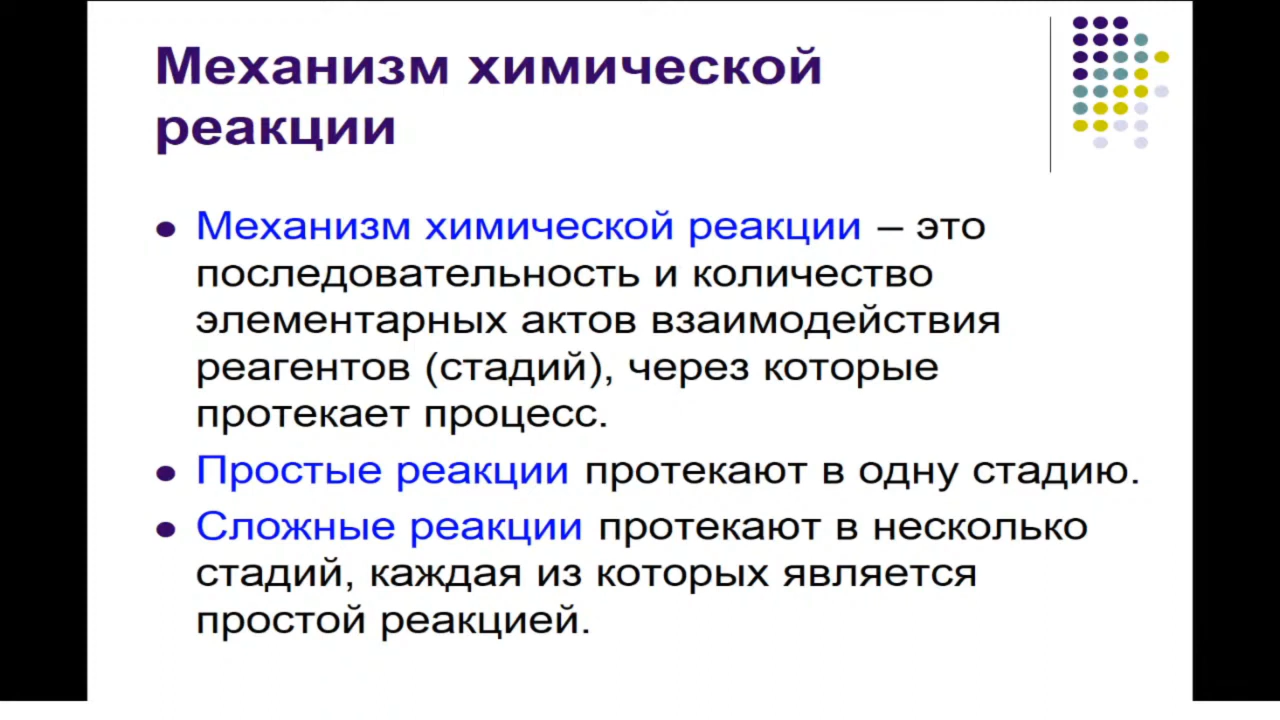 Механизм химической
реакции
Механизм химической реакции – это
последовательность и количество
элементарных актов взаимодействия
реагентов (стадий), через которые
протекает процесс.
Простые реакции протекают в одну стадию.
Сложные реакции протекают в несколько
стадий, каждая из которых является
простой реакцией.